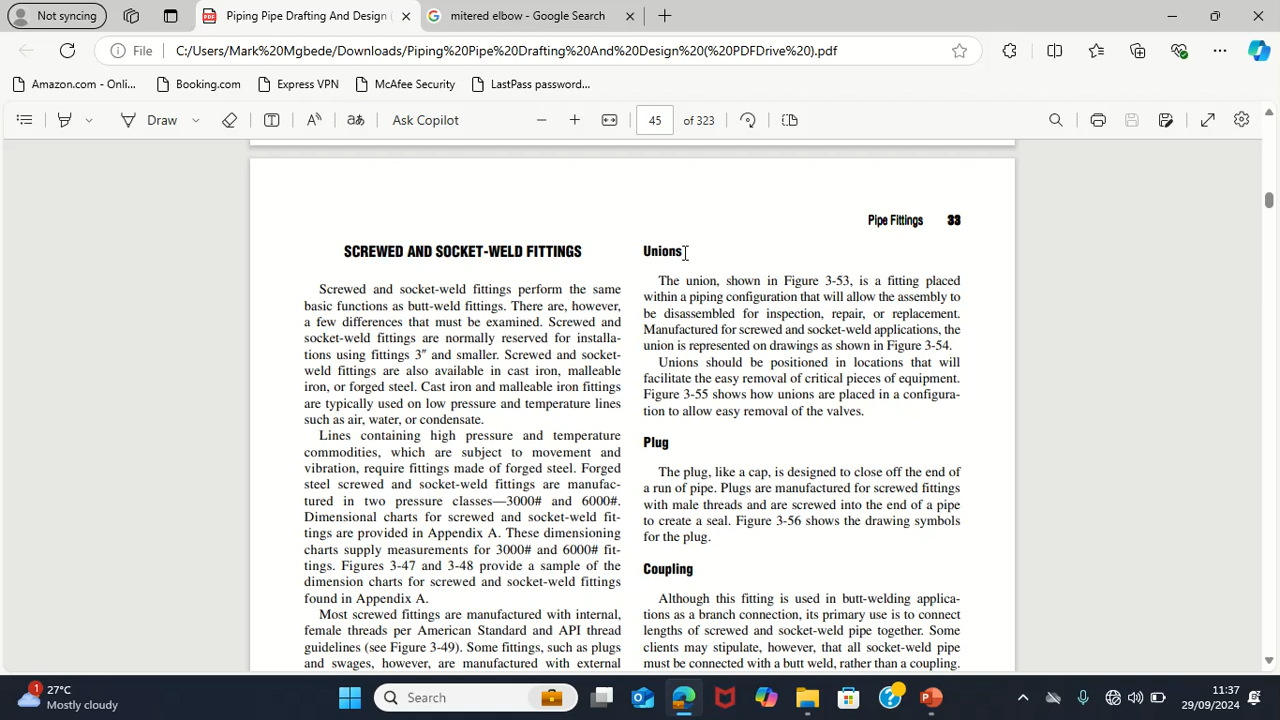 Not syncing
Piping Pipe Drafting And Design (
mitered elbow - Google Search
File
C:/Users/Mark%20Mgbede/Downloads/Piping%20Pipe%20Drafting%20And%20Design%20(%20PDFDrive%20).pdf
Amazon.com - Onli...
Booking.com
Express VPN
McAfee Security
LastPass password...
Draw
Ask Copilot
45 of 323
Pipe Fittings 33
SCREWED AND SOCKET-WELD FITTINGS
Screwed and socket-weld fittings perform the same
basic functions as butt-weld fittings. There are, however,
a few differences that must be examined. Screwed and
socket-weld fittings are normally reserved for installa-
tions using fittings 3″ and smaller. Screwed and socket-
weld fittings are also available in cast iron, malleable
iron, or forged steel. Cast iron and malleable iron fittings
are typically used on low pressure and temperature lines
such as air, water, or condensate.
Lines containing high pressure and temperature
commodities, which are subject to movement and
vibration, require fittings made of forged steel. Forged
steel screwed and socket-weld fittings are manufac-
tured in two pressure classes—3000# and 6000#.
Dimensional charts for screwed and socket-weld fit-
tings are provided in Appendix A. These dimensioning
charts supply measurements for 3000# and 6000# fit-
tings. Figures 3-47 and 3-48 provide a sample of the
dimension charts for screwed and socket-weld fittings
found in Appendix A.
Most screwed fittings are manufactured with internal,
female threads per American Standard and API thread
guidelines (see Figure 3-49). Some fittings, such as plugs
and swages, however, are manufactured with external
Unions
The union, shown in Figure 3-53, is a fitting placed
within a piping configuration that will allow the assembly to
be disassembled for inspection, repair, or replacement.
Manufactured for screwed and socket-weld applications, the
union is represented on drawings as shown in Figure 3-54.
Unions should be positioned in locations that will
facilitate the easy removal of critical pieces of equipment.
Figure 3-55 shows how unions are placed in a configura-
tion to allow easy removal of the valves.
Plug
The plug, like a cap, is designed to close off the end of
a run of pipe. Plugs are manufactured for screwed fittings
with male threads and are screwed into the end of a pipe
to create a seal. Figure 3-56 shows the drawing symbols
for the plug.
Coupling
Although this fitting is used in butt-welding applica-
tions as a branch connection, its primary use is to connect
lengths of screwed and socket-weld pipe together. Some
clients may stipulate, however, that all socket-weld pipe
must be connected with a butt weld, rather than a coupling.
1
27°C
Mostly cloudy
Search
11:37
29/09/2024